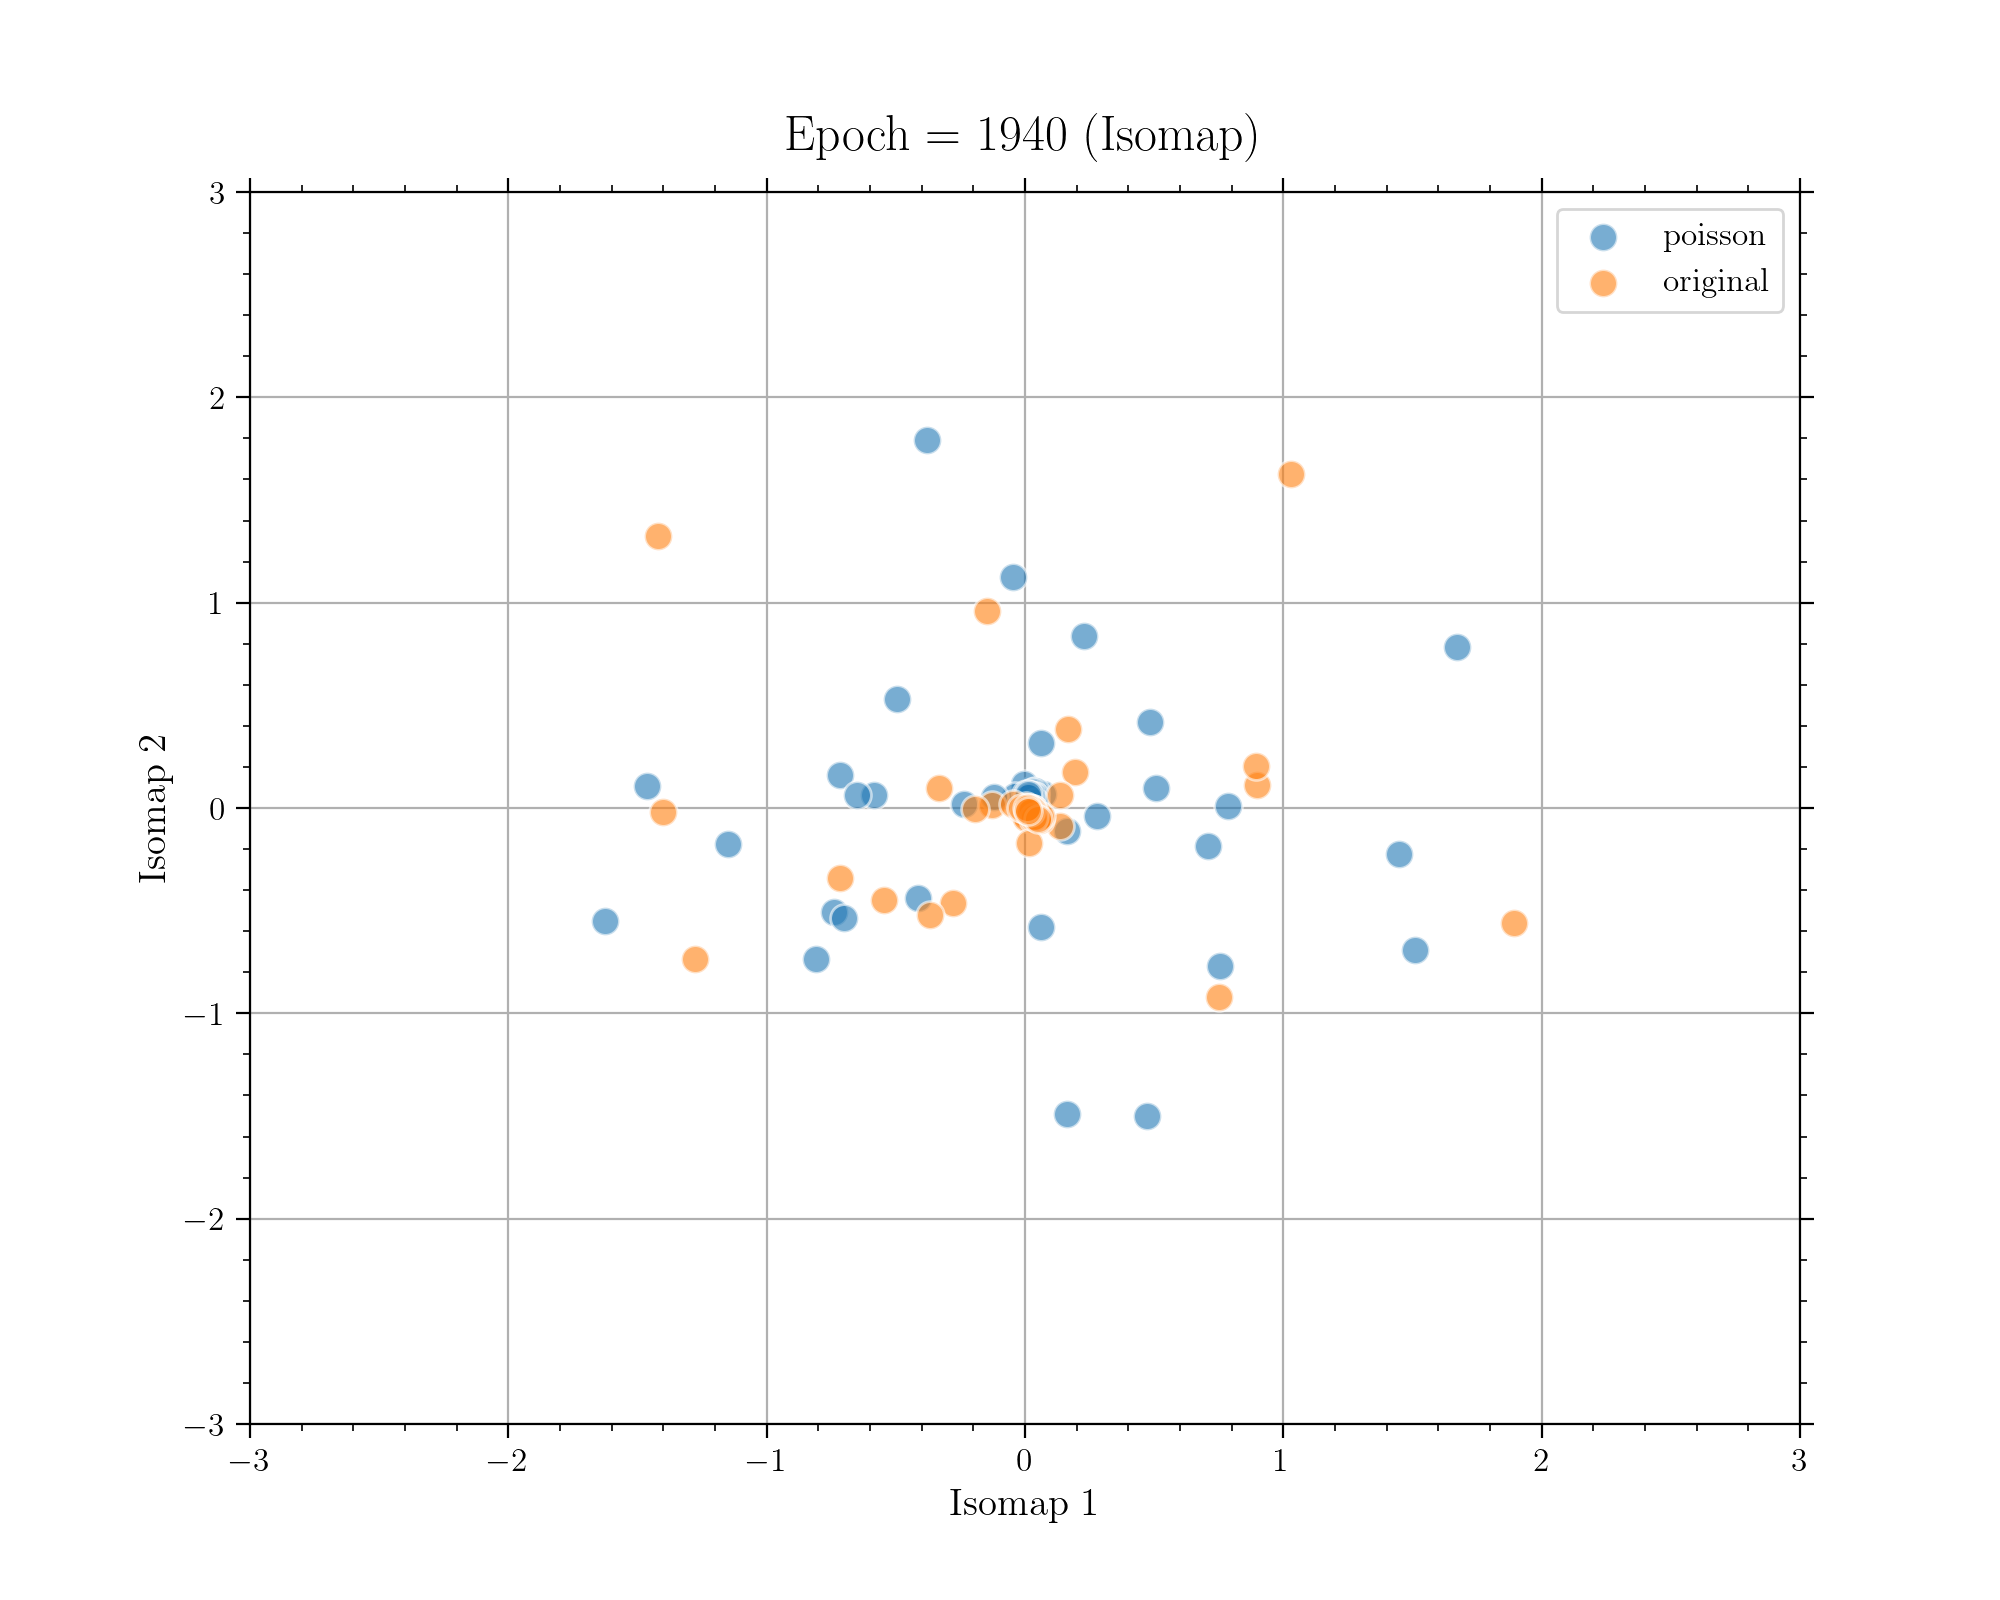 Epoch = 1940 (Isomap)
poisson
original
3
2
1
0
−1
−2
−3
Isomap 2
−3
−2
−1
0
1
2
3
Isomap 1